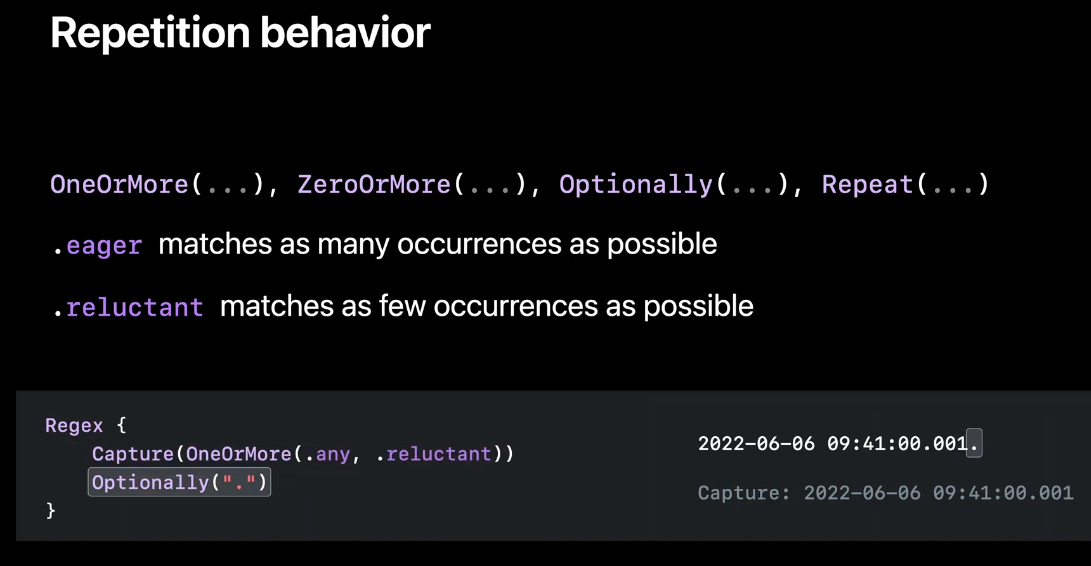 Repetition behavior
OneOrMore(...), ZeroOrMore(...), Optionally(...), Repeat(...)
.eager matches as many occurrences as possible
.reluctant matches as few occurrences as possible
Regex {
Capture(OneOrMore(.any, .reluctant))
Optionally(".")
}
2022-06-06 09:41:00.001.
Capture: 2022-06-06 09:41:00.001